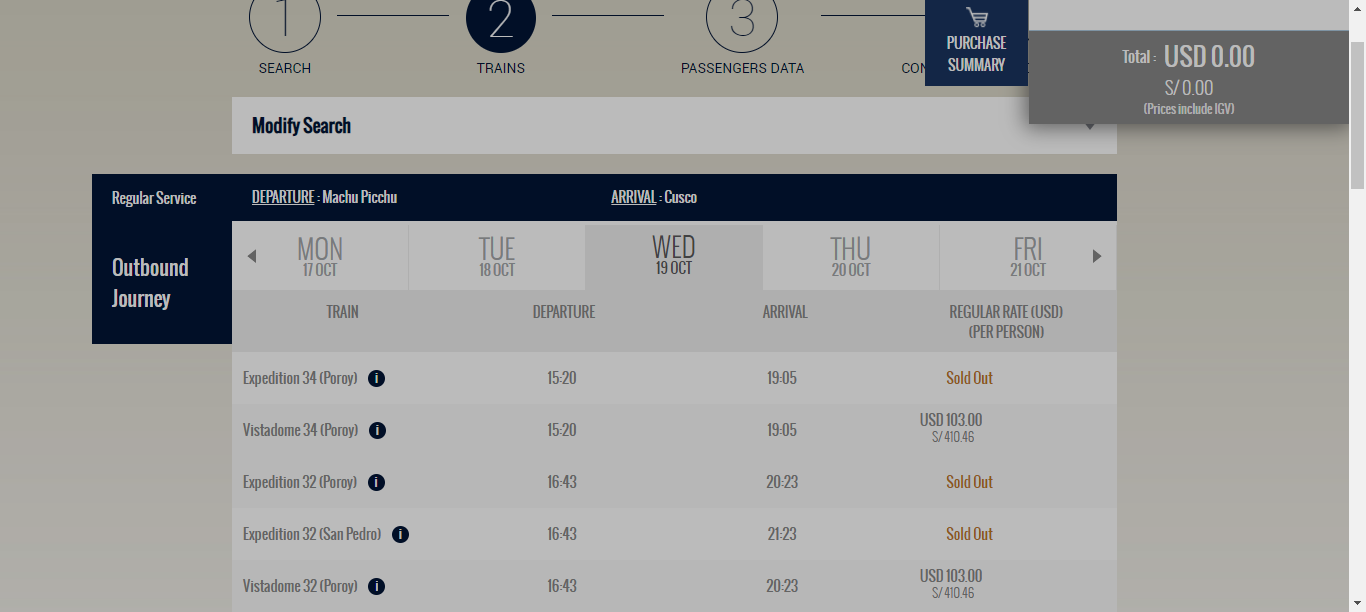 1
2
3
SEARCH
TRAINS
PASSENGERS DATA
CON
PURCHASE
SUMMARY
Total : USD 0.00
S/ 0.00
(Prices include IGV)
Modify Search
Regular Service
DEPARTURE : Machu Picchu
ARRIVAL : Cusco
Outbound
Journey
MON
17 OCT
TUE
18 OCT
WED
19 OCT
THU
20 OCT
FRI
21 OCT
TRAIN
DEPARTURE
ARRIVAL
REGULAR RATE (USD)
(PER PERSON)
Expedition 34 (Poroy) i 15:20 19:05 Sold Out
Vistadome 34 (Poroy) i 15:20 19:05 USD 103.00
S/ 410.46
Expedition 32 (Poroy) i 16:43 20:23 Sold Out
Expedition 32 (San Pedro) i 16:43 21:23 Sold Out
Vistadome 32 (Poroy) i 16:43 20:23 USD 103.00
S/ 410.46